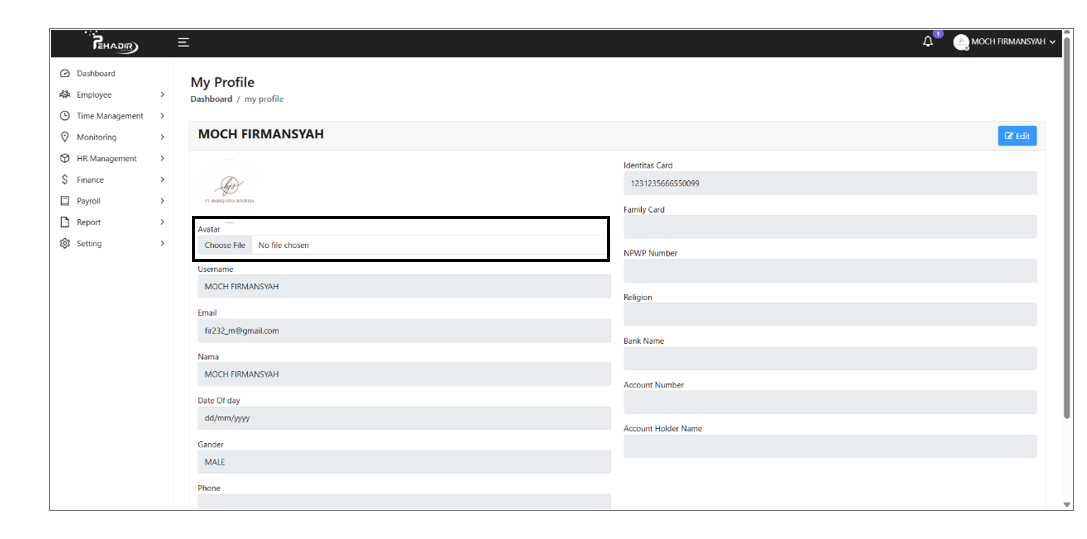 PEHADIR
1
MOCH FIRMANSYAH
Dashboard
Employee
Time Management
Monitoring
HR Management
Finance
Payroll
Report
Setting
My Profile
Dashboard / my profile
MOCH FIRMANSYAH
Edit
Avatar
Choose File No file chosen
Username
MOCH FIRMANSYAH
Email
fir232_m@gmail.com
Nama
MOCH FIRMANSYAH
Date Of day
dd/mm/yyyy
Gander
MALE
Phone
Identitas Card
1231235666550099
Family Card
NPWP Number
Religion
Bank Name
Account Number
Account Holder Name